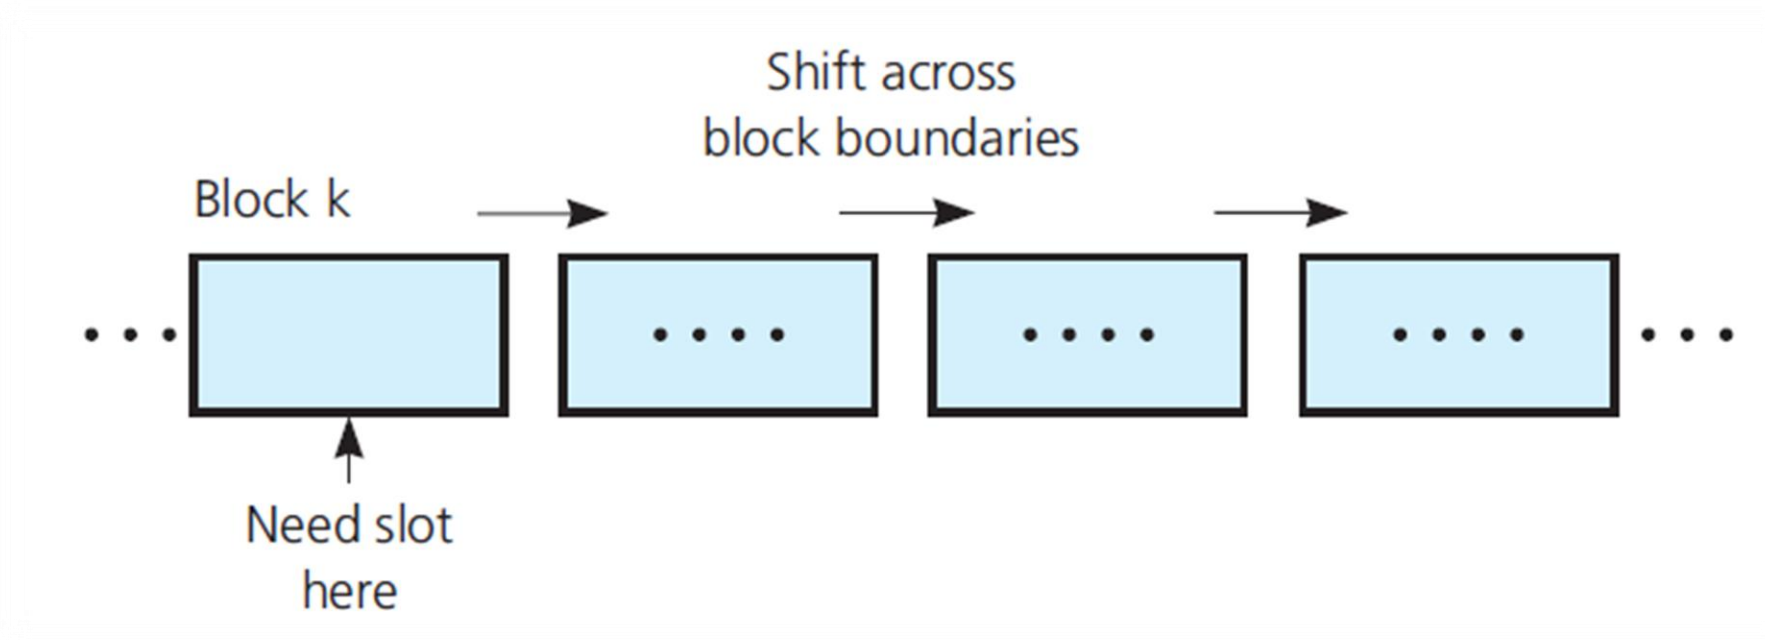 Shift across
block boundaries
Block k
Need slot
here